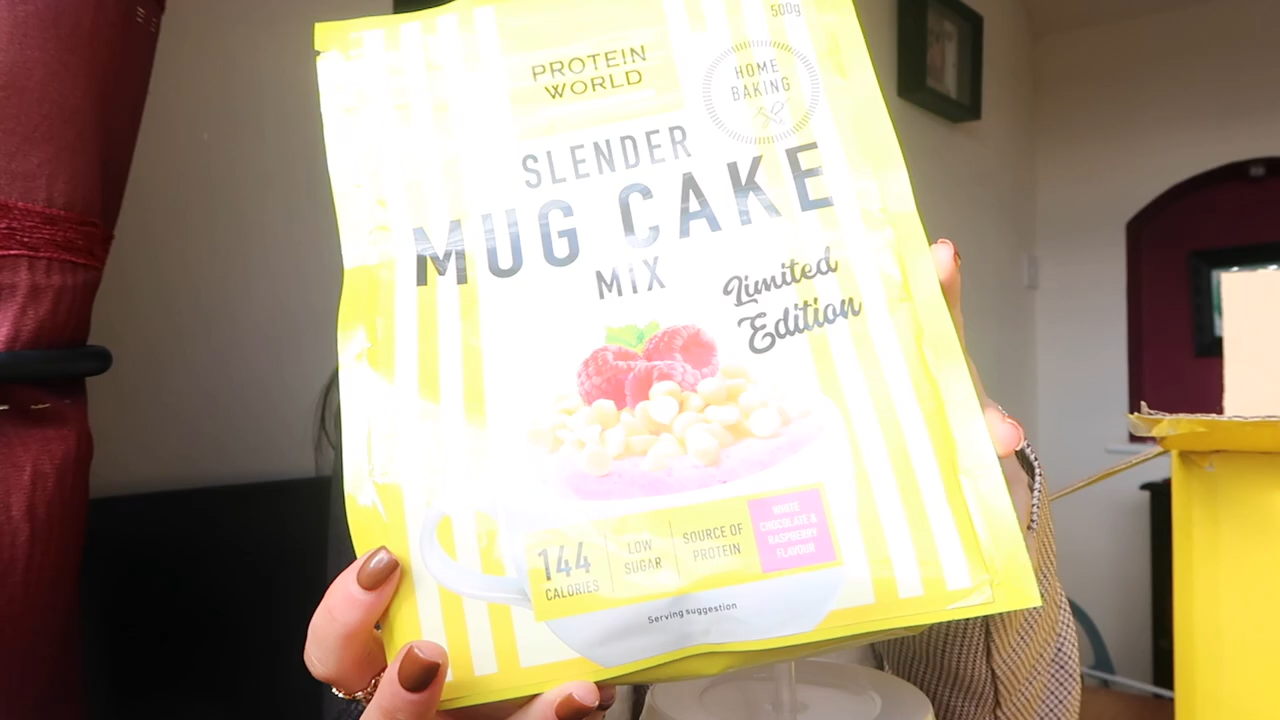 500g
PROTEIN
WORLD
HOME
BAKING
SLENDER
MUG CAKE
MIX
Limited
Edition
144
CALORIES
LOW
SUGAR
SOURCE OF
PROTEIN
WHITE
CHOCOLATE &
RASPBERRY
FLAVOUR
Serving suggestion